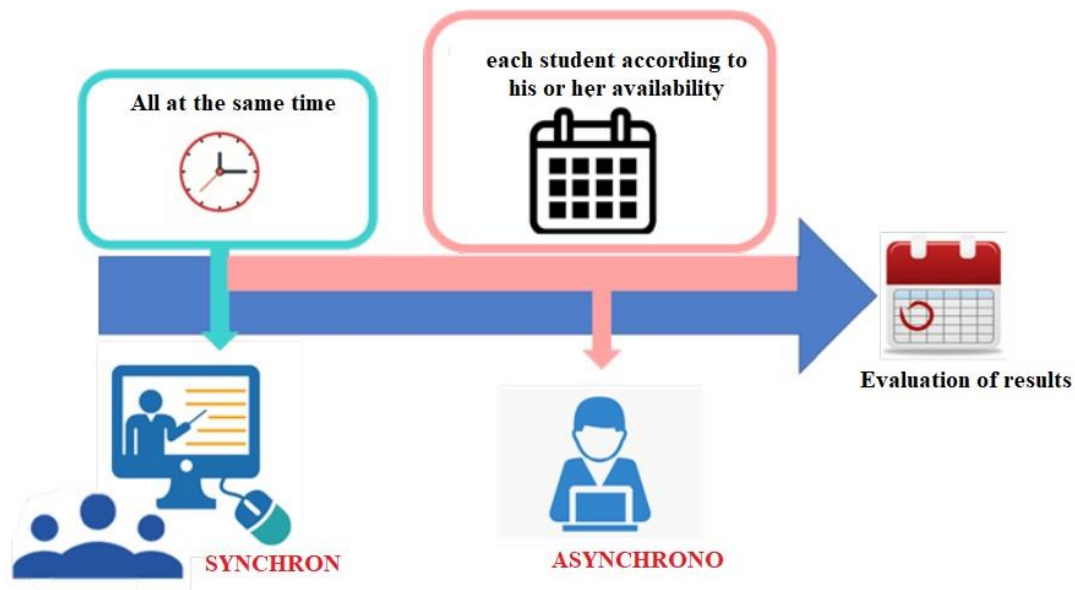 All at the same time
each student according to
his or her availability
Evaluation of results
SYNCHRON
ASYNCHRONO